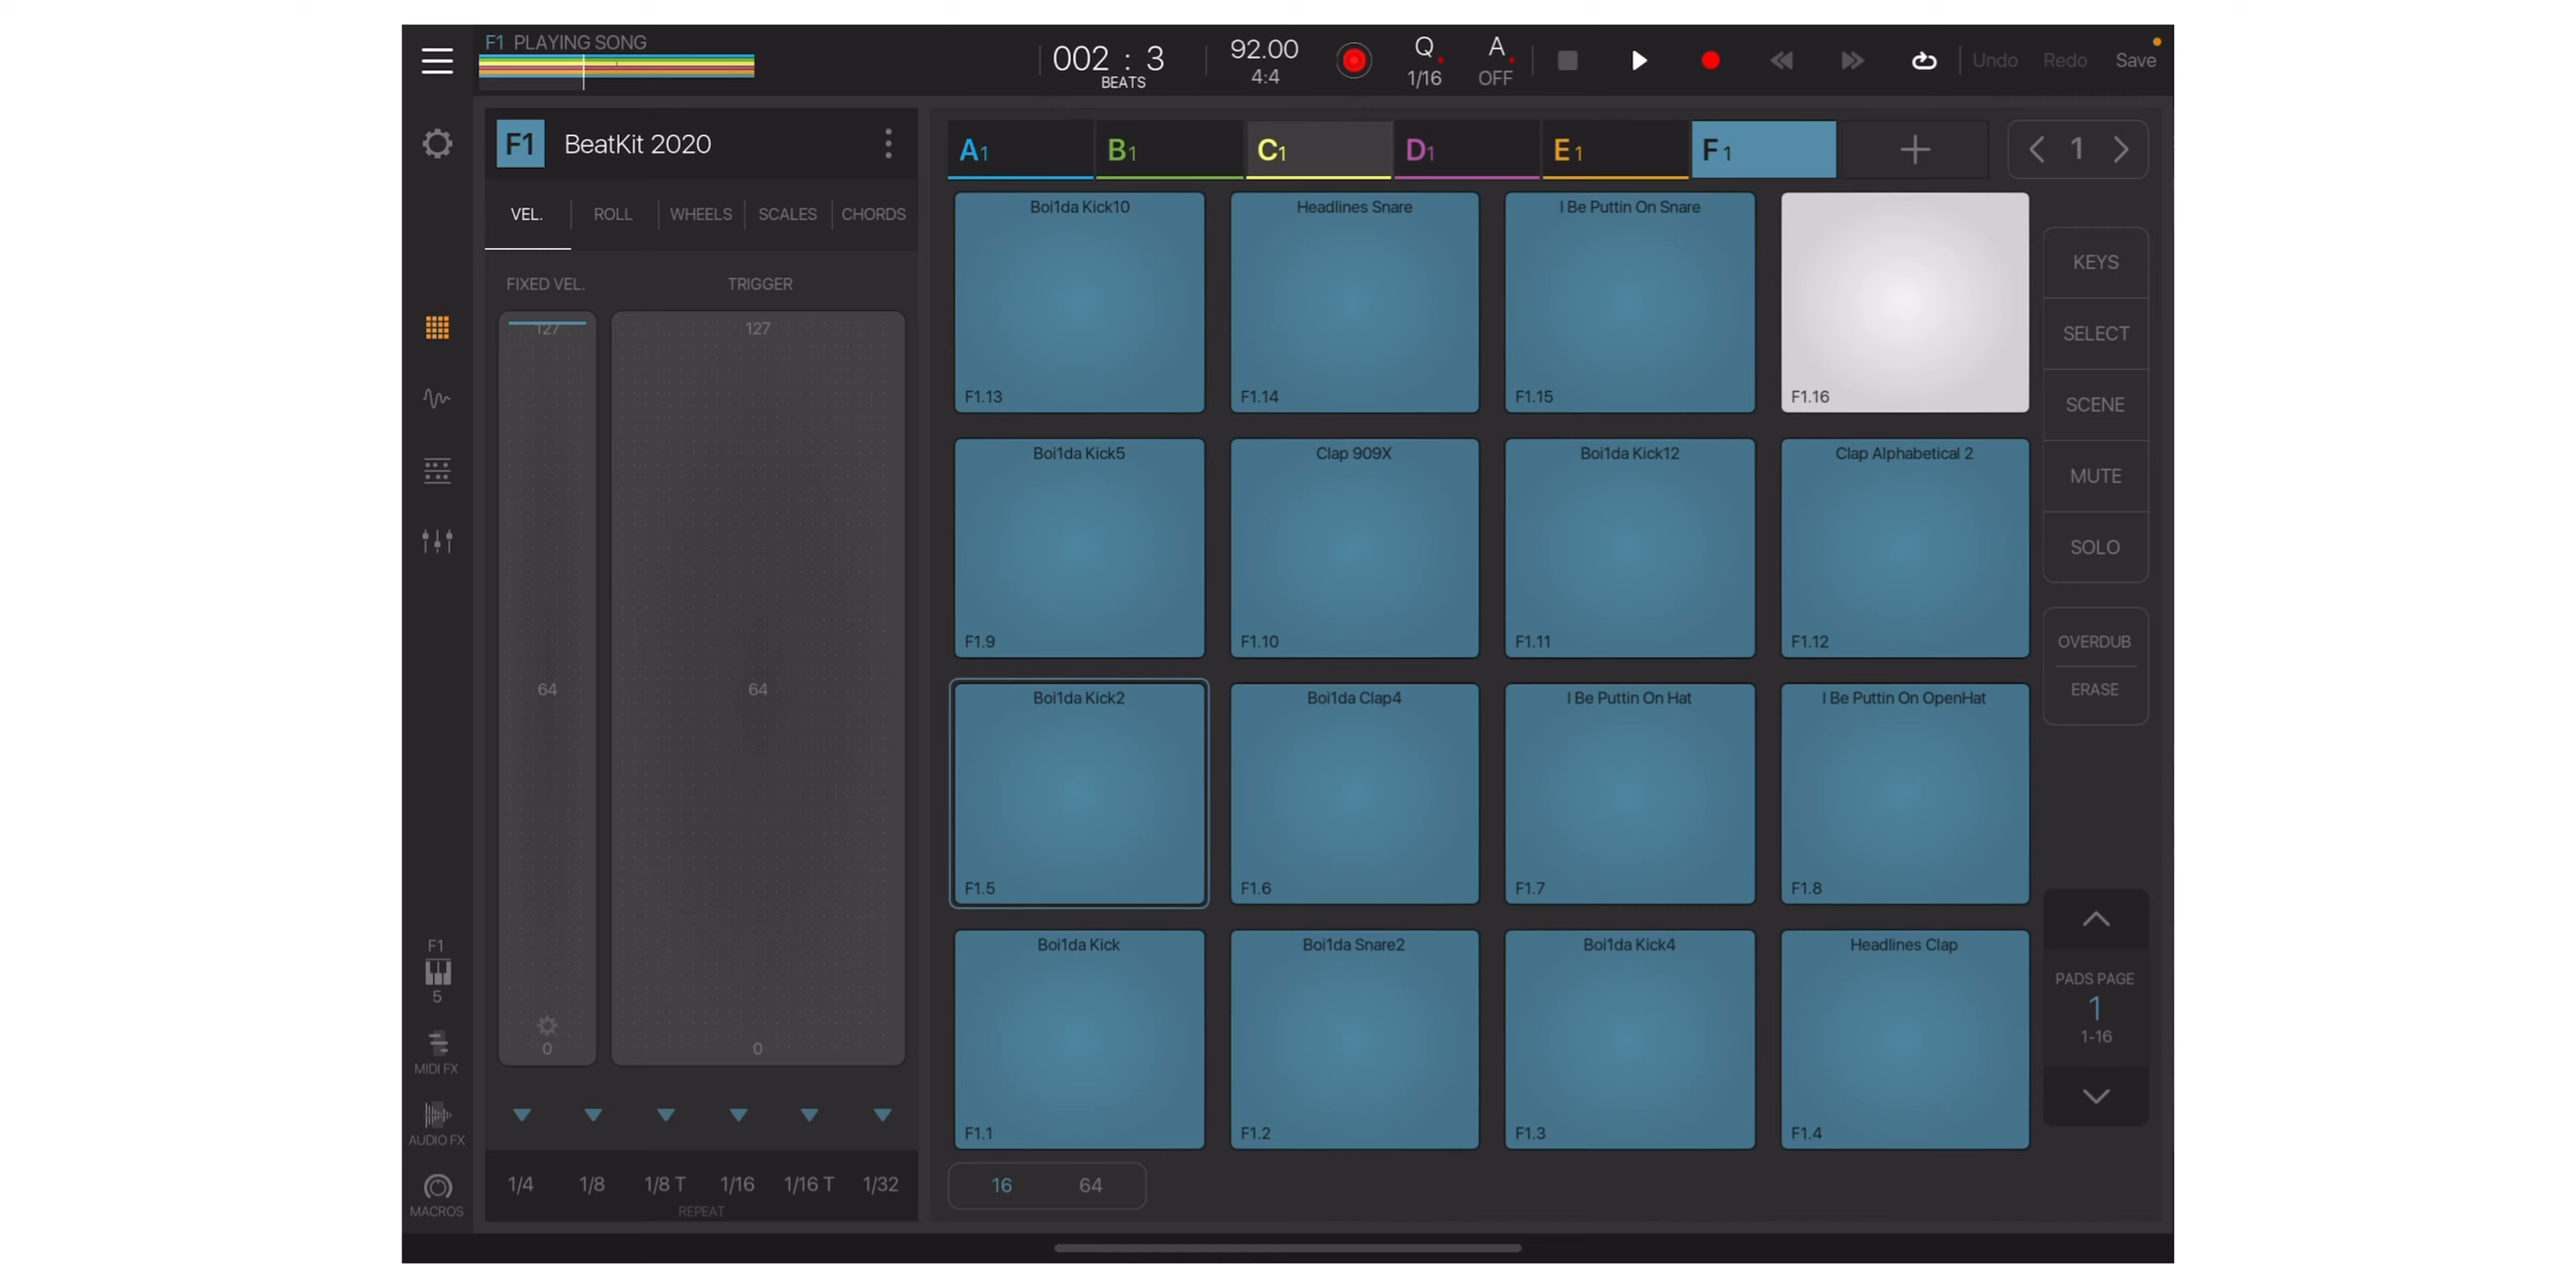 F1 PLAYING SONG
002 : 3
BEATS
92.00
4:4
Q
1/16
A
OFF
Undo
Redo
Save
F1
BeatKit 2020
A1
B1
C1
D1
E1
F1
1
VEL.
ROLL
WHEELS
SCALES
CHORDS
FIXED VEL.
TRIGGER
127
127
64
64
0
0
1/4
1/8
1/8 T
1/16
1/16 T
1/32
REPEAT
Boi1da Kick10
F1.13
Headlines Snare
F1.14
I Be Puttin On Snare
F1.15
F1.16
Boi1da Kick5
F1.9
Clap 909X
F1.10
Boi1da Kick12
F1.11
Clap Alphabetical 2
F1.12
Boi1da Kick2
F1.5
Boi1da Clap4
F1.6
I Be Puttin On Hat
F1.7
I Be Puttin On OpenHat
F1.8
Boi1da Kick
F1.1
Boi1da Snare2
F1.2
Boi1da Kick4
F1.3
Headlines Clap
F1.4
16
64
KEYS
SELECT
SCENE
MUTE
SOLO
OVERDUB
ERASE
PADS PAGE
1
1-16
F1
5
MIDI FX
AUDIO FX
MACROS